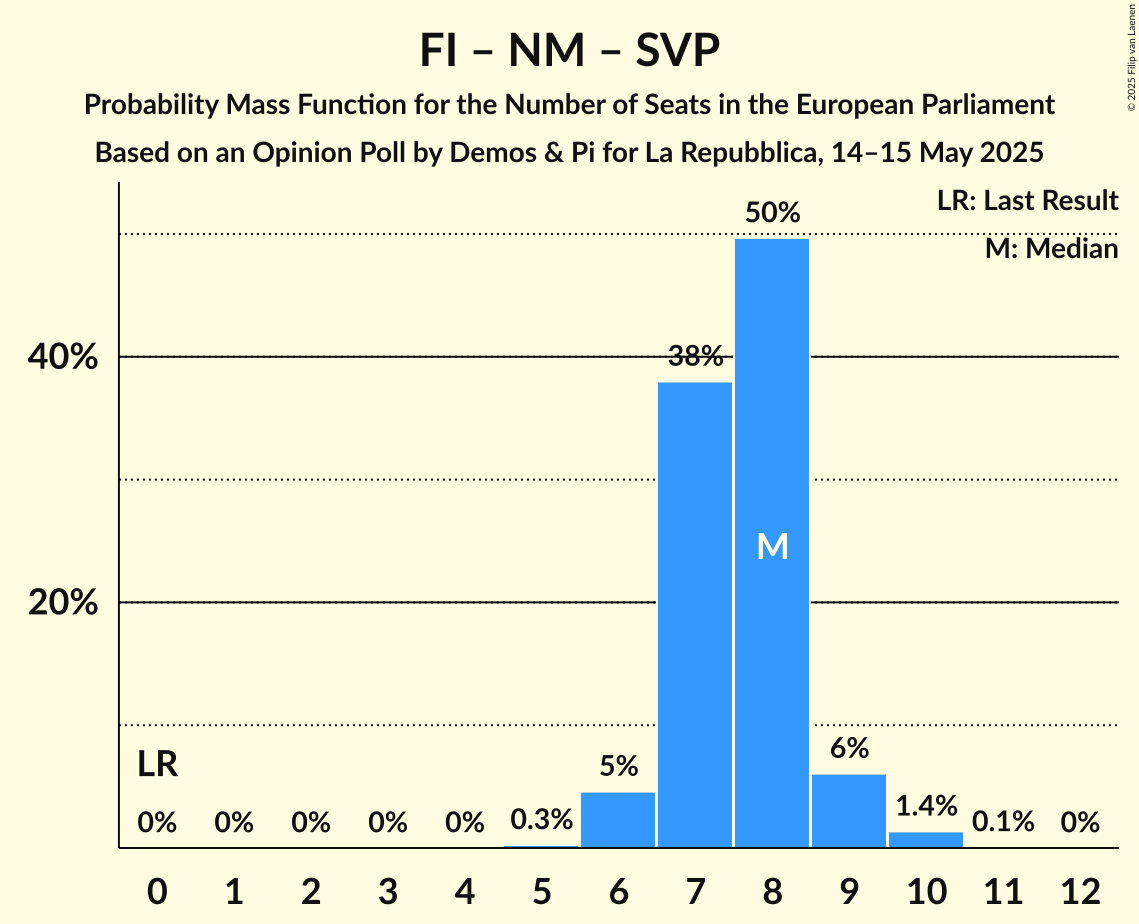 FI – NM – SVP
Probability Mass Function for the Number of Seats in the European Parliament
Based on an Opinion Poll by Demos & Pi for La Repubblica, 14–15 May 2025
© 2025 Filip van Laenen
LR: Last Result
M: Median
50%
40%
38%
M
20%
LR
6%
5%
0% 0% 0% 0% 0% 0.3% 1.4% 0.1% 0%
0 1 2 3 4 5 6 7 8 9 10 11 12